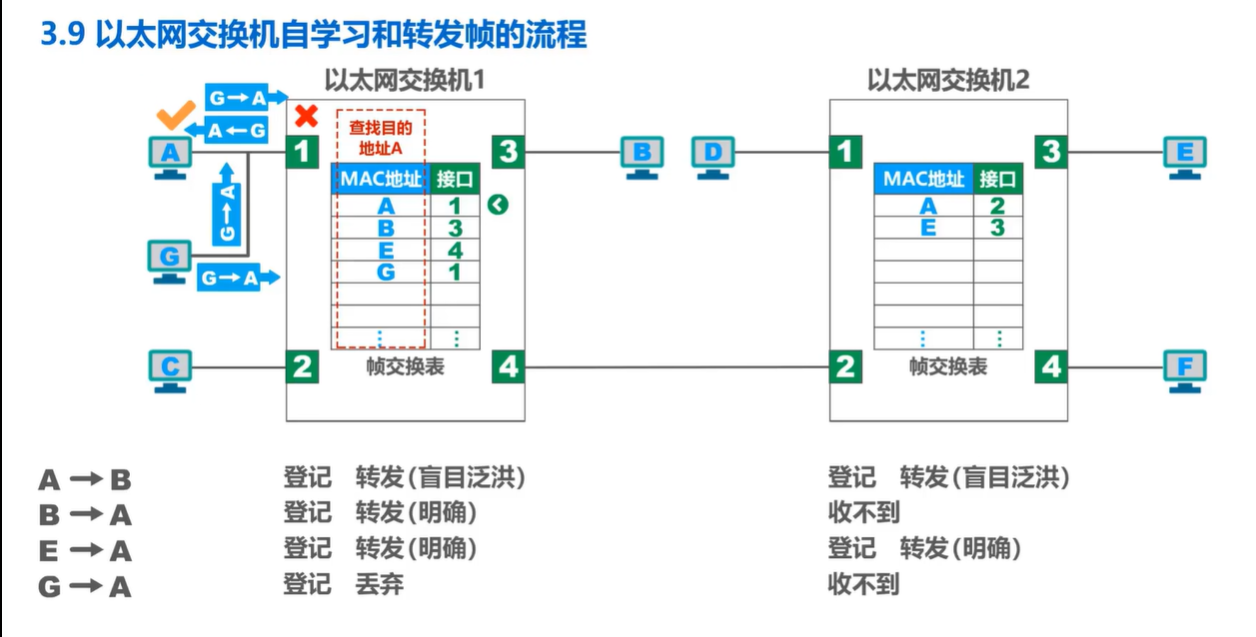 3.9 以太网交换机自学习和转发帧的流程
以太网交换机1
以太网交换机2
G→A
A←G
查找目的
地址A
A
1
3
B
D
1
3
E
MAC地址 接口
A 1
B 3
E 4
G 1
⋮ ⋮
帧交换表
MAC地址 接口
A 2
E 3
⋮ ⋮
帧交换表
G→A
G
G→A
C
2
4
2
4
F
A→B 登记 转发(盲目泛洪) 登记 转发(盲目泛洪)
B→A 登记 转发(明确) 收不到
E→A 登记 转发(明确) 登记 转发(明确)
G→A 登记 丢弃 收不到